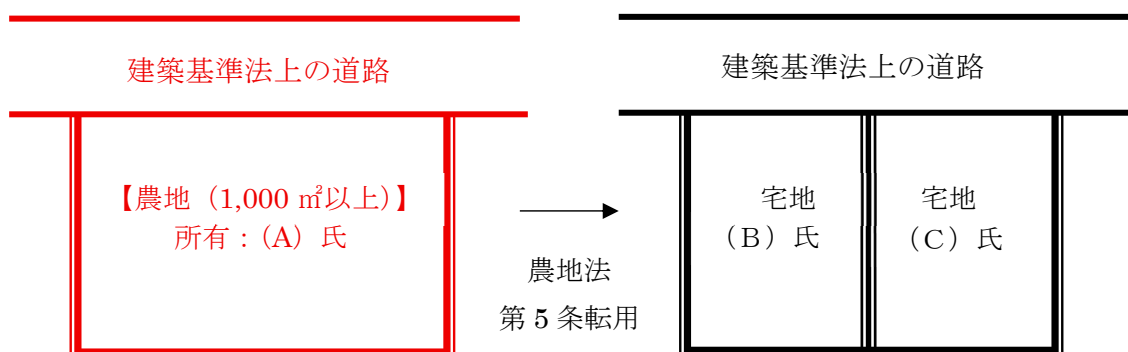 建築基準法上の道路
【農地（1,000 ㎡以上）】
所有：（A）氏
農地法
第 5 条転用
建築基準法上の道路
宅地
（B）氏
宅地
（C）氏